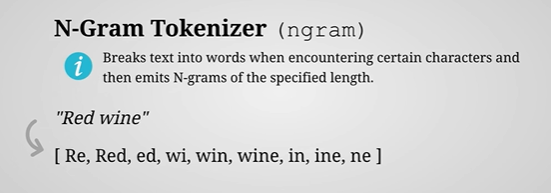 N-Gram Tokenizer (ngram)
i Breaks text into words when encountering certain characters and
then emits N-grams of the specified length.
"Red wine"
[ Re, Red, ed, wi, win, wine, in, ine, ne ]